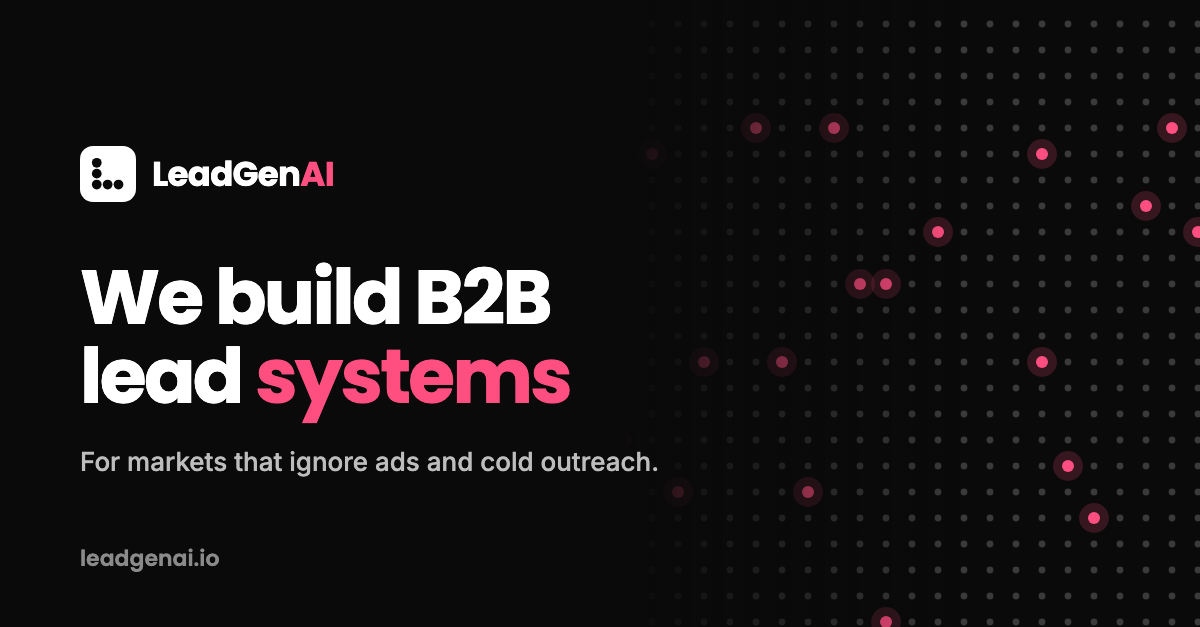 LeadGenAI
We build B2B
lead systems
For markets that ignore ads and cold outreach.
leadgenai.io